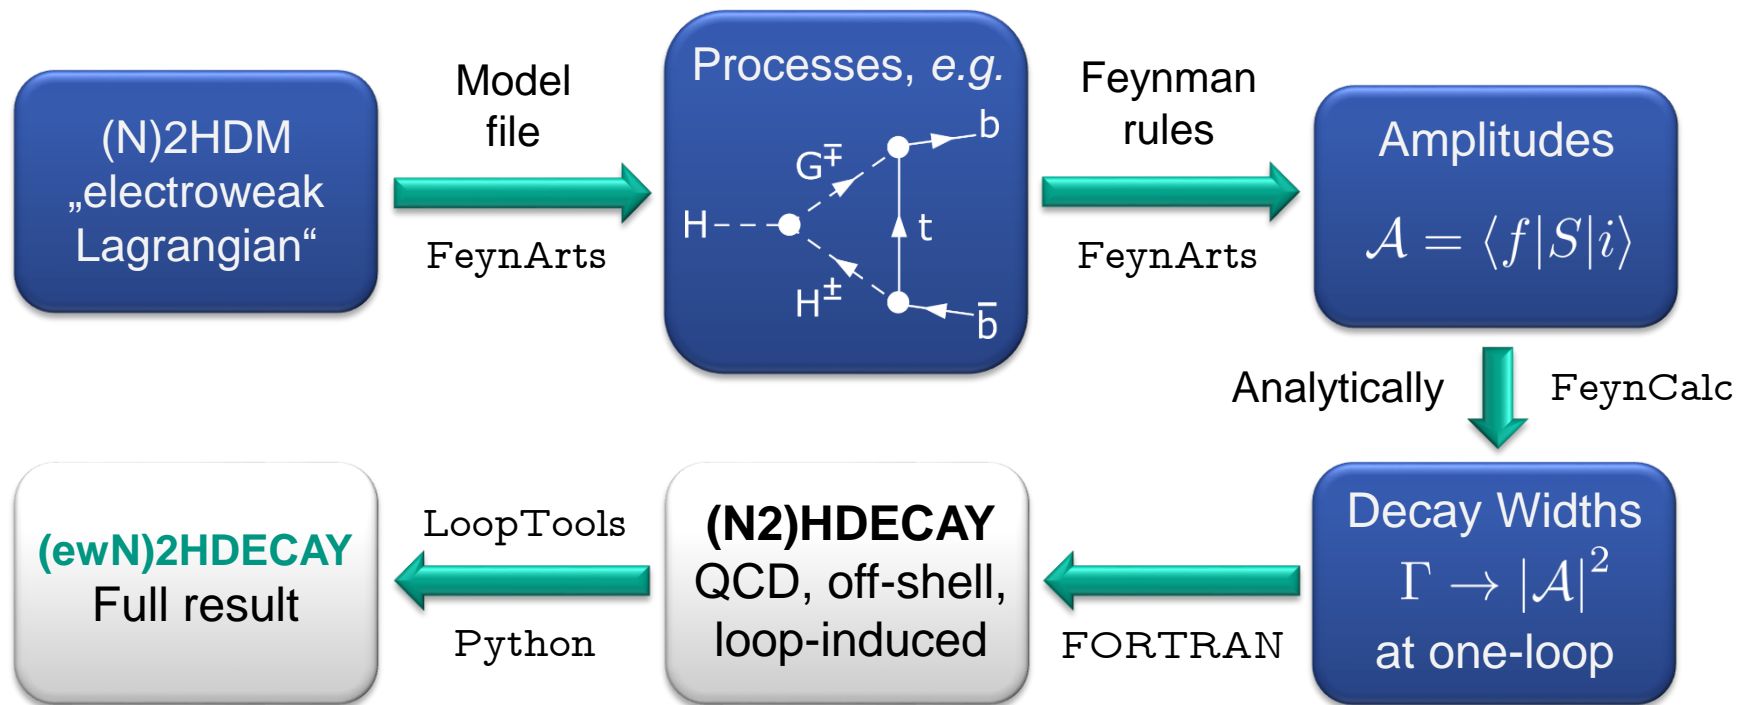 (N)2HDM
„electroweak
Lagrangian“
Model
file
FeynArts
Processes, e.g.
H
G∓
H±
t
b
b̅
Feynman
rules
FeynArts
Amplitudes
𝒜 = ⟨f|S|i⟩
Analytically
FeynCalc
Decay Widths
Γ → |𝒜|²
at one-loop
FORTRAN
(N2)HDECAY
QCD, off-shell,
loop-induced
LoopTools
Python
(ewN)2HDECAY
Full result